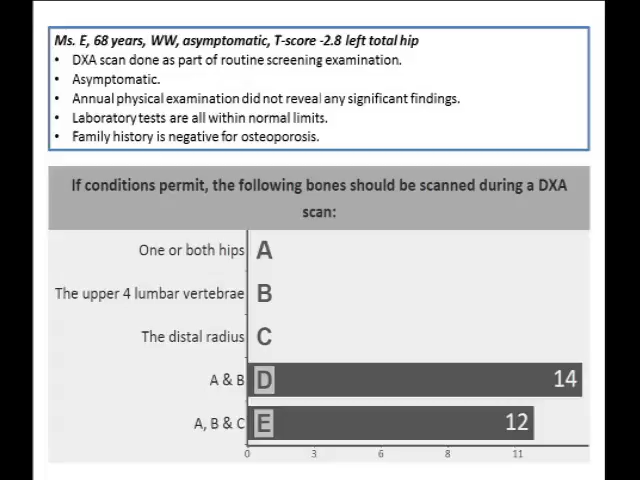 Ms. E, 68 years, WW, asymptomatic, T-score -2.8 left total hip
• DXA scan done as part of routine screening examination.
• Asymptomatic.
• Annual physical examination did not reveal any significant findings.
• Laboratory tests are all within normal limits.
• Family history is negative for osteoporosis.
If conditions permit, the following bones should be scanned during a DXA
scan:
One or both hips A
The upper 4 lumbar vertebrae B
The distal radius C
A & B D 14
A, B & C E 12
0 3 6 8 11